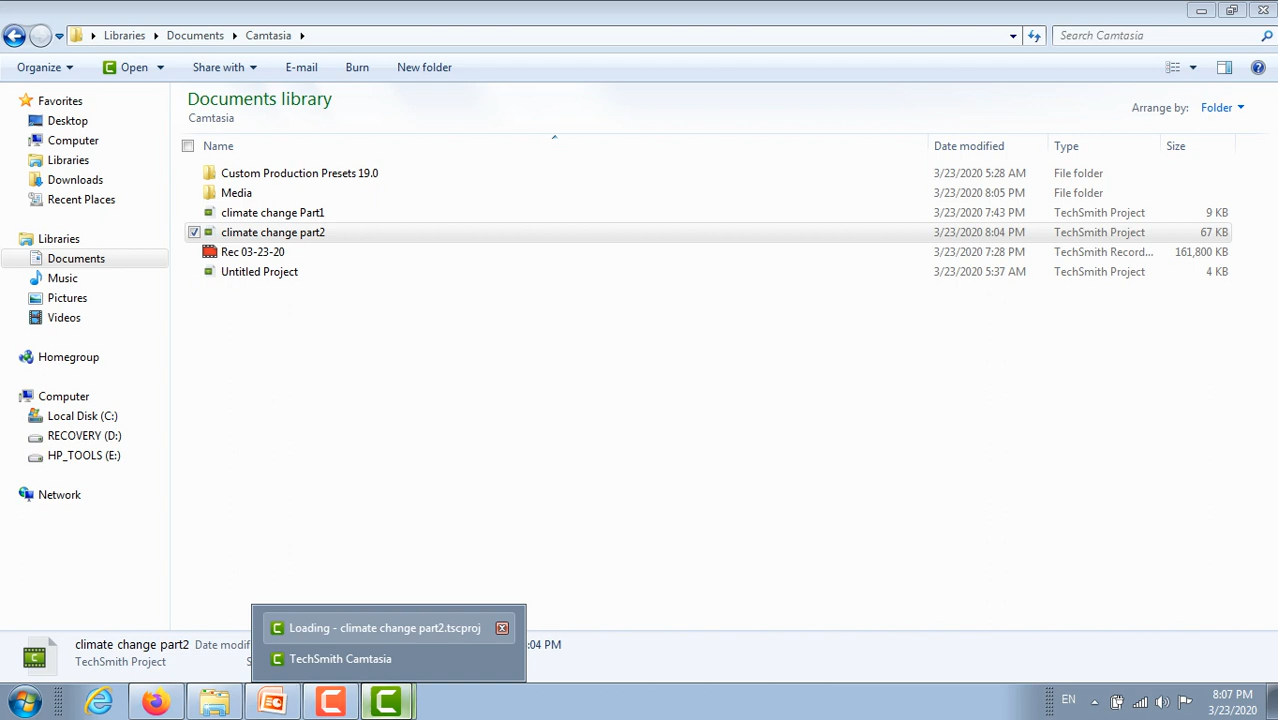 Libraries Documents Camtasia
Search Camtasia
Organize Open Share with E-mail Burn New folder
Favorites
Desktop
Computer
Libraries
Downloads
Recent Places
Libraries
Documents
Music
Pictures
Videos
Homegroup
Computer
Local Disk (C:)
RECOVERY (D:)
HP_TOOLS (E:)
Network
Documents library
Camtasia
Arrange by: Folder
Name Date modified Type Size
Custom Production Presets 19.0 3/23/2020 5:28 AM File folder
Media 3/23/2020 8:05 PM File folder
climate change Part1 3/23/2020 7:43 PM TechSmith Project 9 KB
climate change part2 3/23/2020 8:04 PM TechSmith Project 67 KB
Rec 03-23-20 3/23/2020 7:28 PM TechSmith Record... 161,800 KB
Untitled Project 3/23/2020 5:37 AM TechSmith Project 4 KB
Loading - climate change part2.tscproj
TechSmith Camtasia
climate change part2 Date modif :04 PM
TechSmith Project S
EN
8:07 PM
3/23/2020